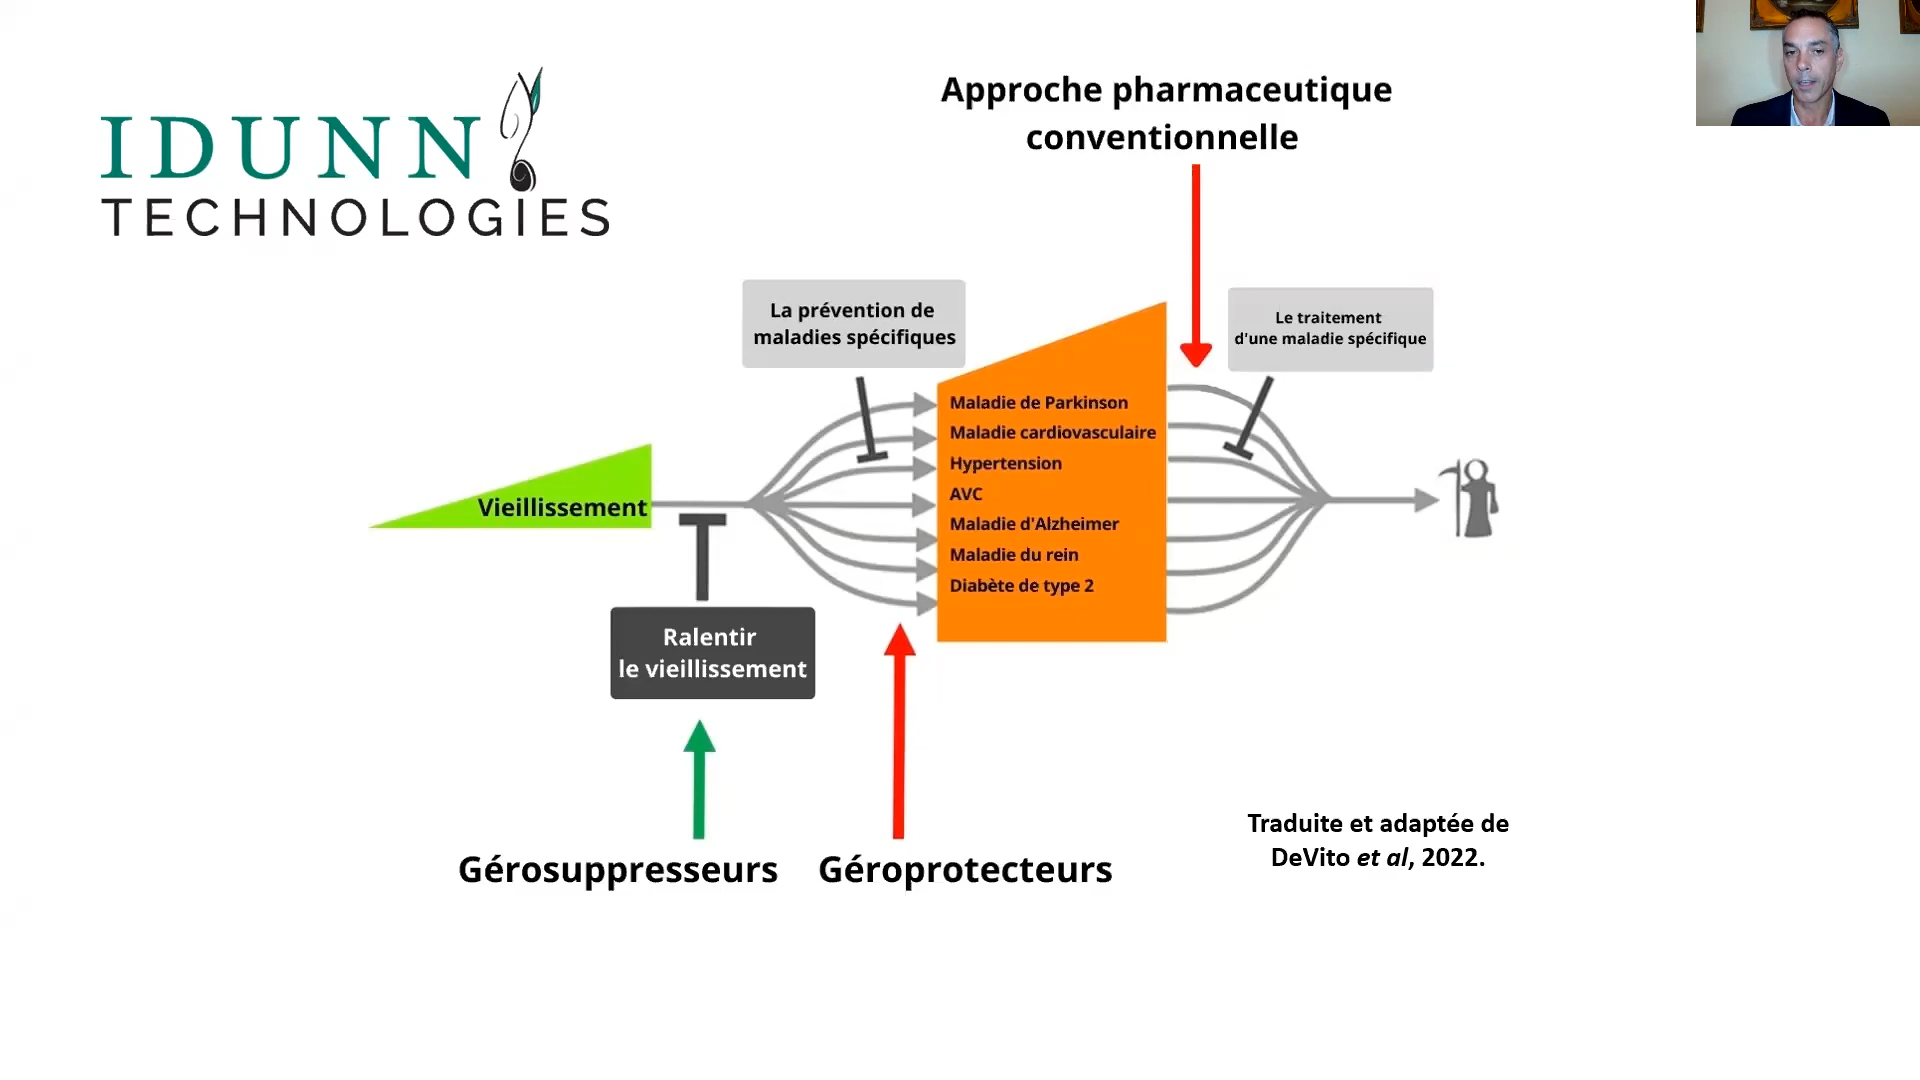 IDUNN
TECHNOLOGIES
Approche pharmaceutique
conventionnelle
La prévention de
maladies spécifiques
Le traitement
d'une maladie spécifique
Maladie de Parkinson
Maladie cardiovasculaire
Hypertension
AVC
Maladie d'Alzheimer
Maladie du rein
Diabète de type 2
Vieillissement
Ralentir
le vieillissement
Gérosuppresseurs
Géroprotecteurs
Traduite et adaptée de
DeVito et al, 2022.